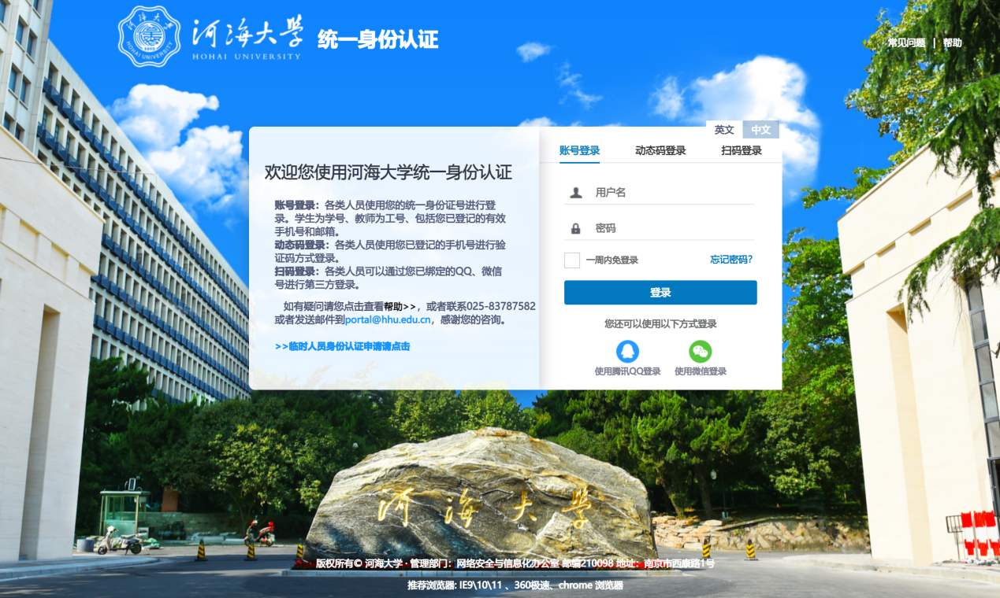 河海大学
HOHAI UNIVERSITY
1915
河海大学
HOHAI UNIVERSITY
统一身份认证
常见问题 | 帮助
英文 中文
欢迎您使用河海大学统一身份认证
账号登录：各类人员使用您的统一身份证号进行登
录。学生为学号、教师为工号、包括您已登记的有效
手机号和邮箱。
动态码登录：各类人员使用您已登记的手机号进行验
证码方式登录。
扫码登录：各类人员可以通过您已绑定的QQ、微信
号进行第三方登录。
如有疑问请您点击查看帮助>>，或者联系025-83787582
或者发送邮件到portal@hhu.edu.cn，感谢您的咨询。
>>临时人员身份认证申请请点击
账号登录 动态码登录 扫码登录
用户名
密码
一周内免登录 忘记密码?
登录
您还可以使用以下方式登录
使用腾讯QQ登录 使用微信登录
河海大学
版权所有© 河海大学 · 管理部门：网络安全与信息化办公室 邮编210098 地址：南京市西康路1号
推荐浏览器: IE9\10\11 、360极速、chrome 浏览器